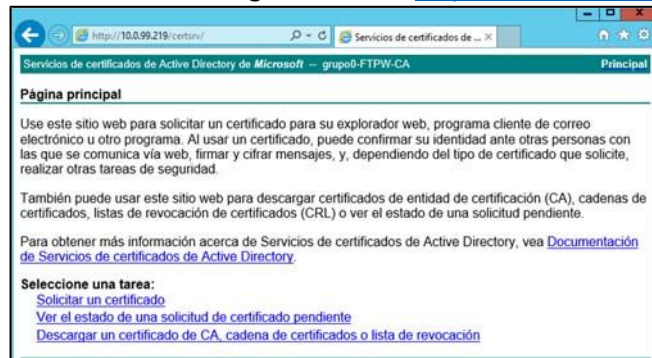 http://10.0.99.219/certsrv/
Servicios de certificados de ...
Servicios de certificados de Active Directory de Microsoft -- grupo0-FTPW-CA
Principal
Página principal
Use este sitio web para solicitar un certificado para su explorador web, programa cliente de correo
electrónico u otro programa. Al usar un certificado, puede confirmar su identidad ante otras personas con
las que se comunica vía web, firmar y cifrar mensajes, y, dependiendo del tipo de certificado que solicite,
realizar otras tareas de seguridad.
También puede usar este sitio web para descargar certificados de entidad de certificación (CA), cadenas de
certificados, listas de revocación de certificados (CRL) o ver el estado de una solicitud pendiente.
Para obtener más información acerca de Servicios de certificados de Active Directory, vea Documentación
de Servicios de certificados de Active Directory.
Seleccione una tarea:
Solicitar un certificado
Ver el estado de una solicitud de certificado pendiente
Descargar un certificado de CA, cadena de certificados o lista de revocación